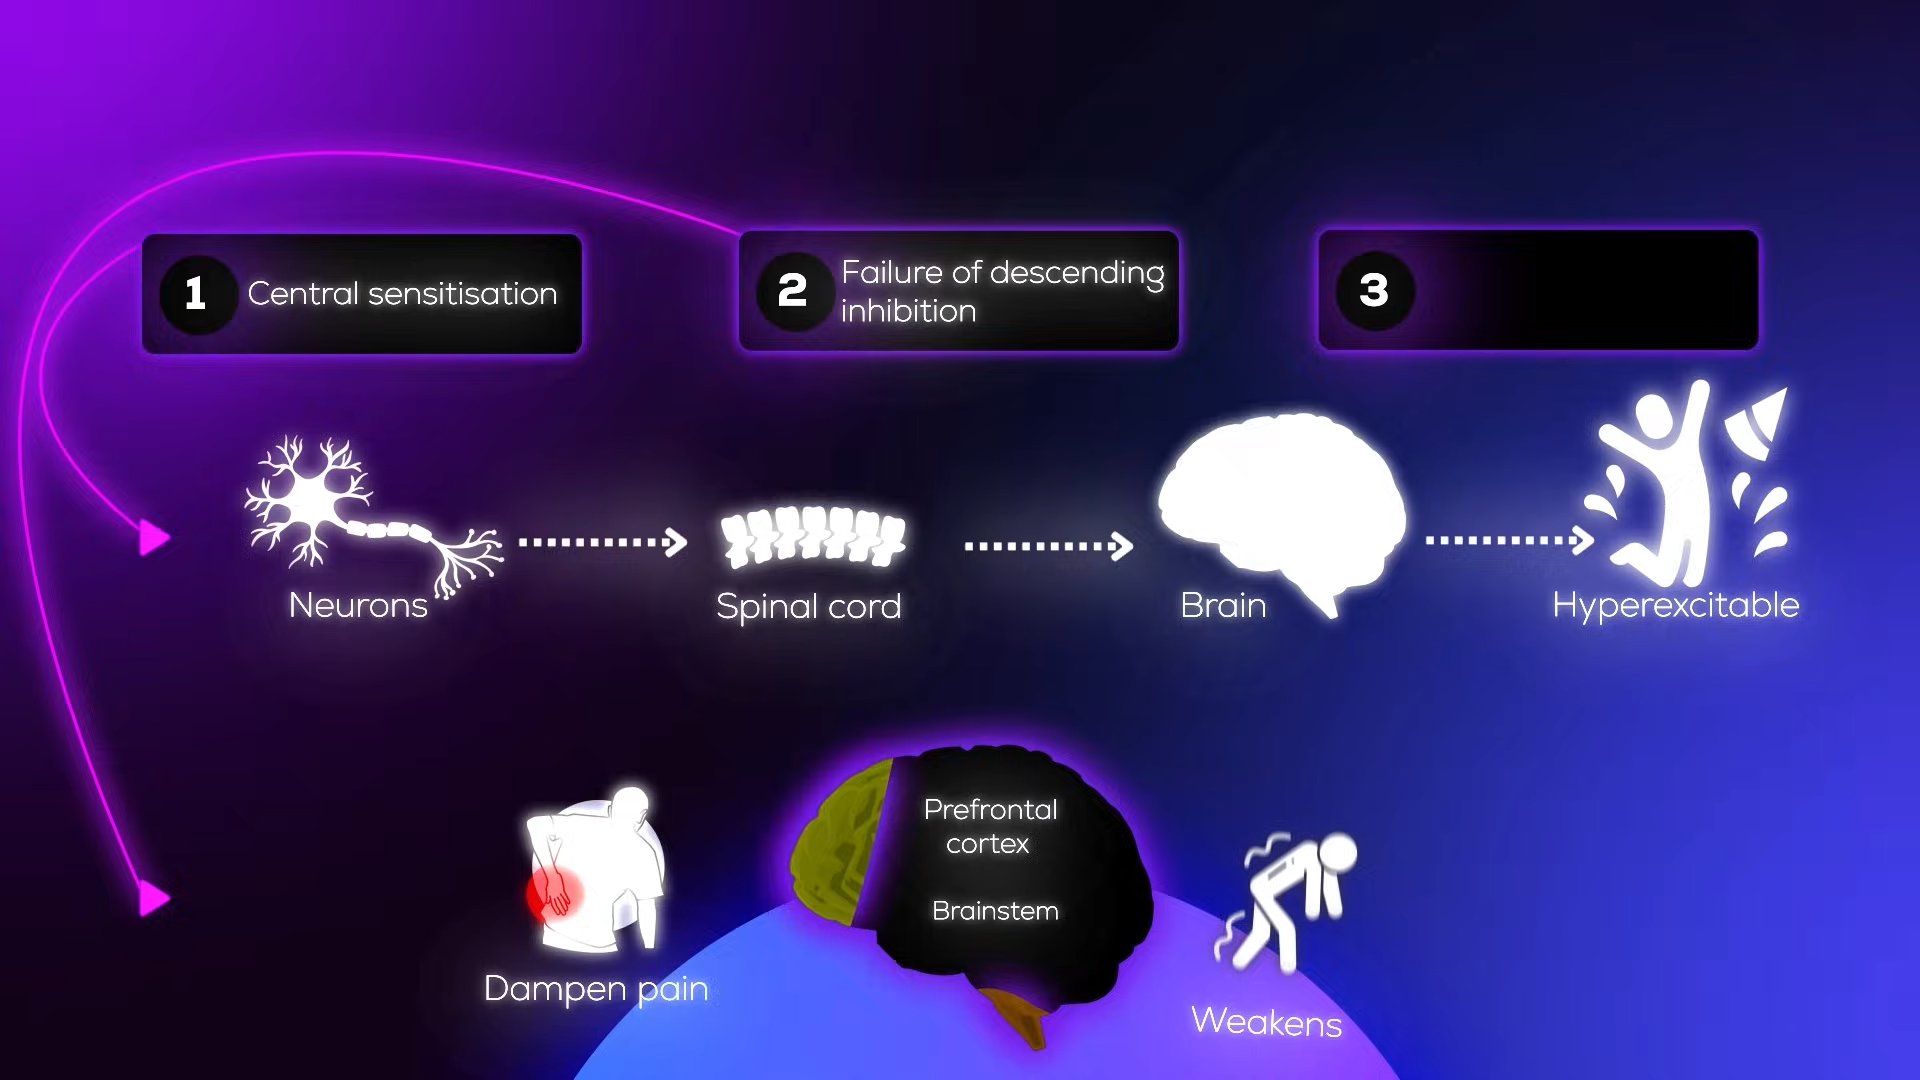 1
Central sensitisation
2
Failure of descending
inhibition
3
Neurons
Spinal cord
Brain
Hyperexcitable
Prefrontal
cortex
Brainstem
Dampen pain
Weakens